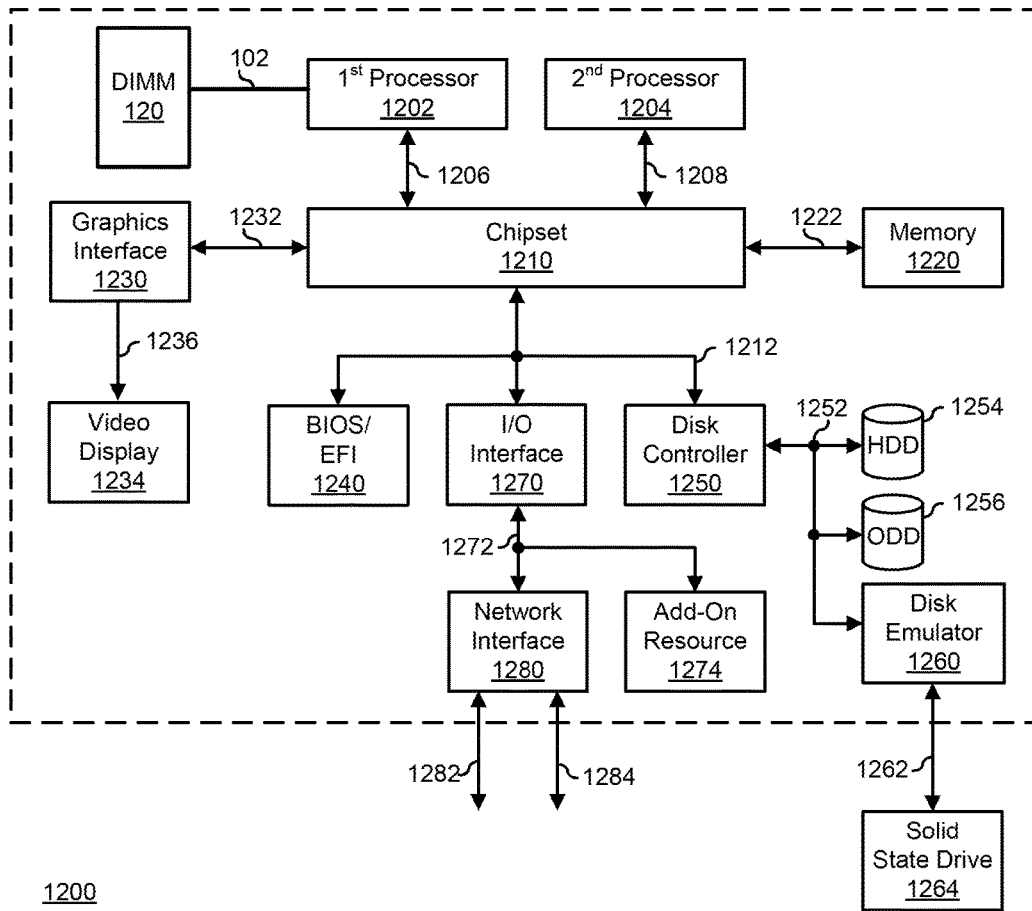 DIMM
120
102
1st Processor
1202
2nd Processor
1204
1206
1208
Graphics
Interface
1230
1232
Chipset
1210
1222
Memory
1220
1236
1212
Video
Display
1234
BIOS/
EFI
1240
I/O
Interface
1270
Disk
Controller
1250
1252
1254
HDD
1256
ODD
1272
Network
Interface
1280
Add-On
Resource
1274
Disk
Emulator
1260
1282
1284
1262
Solid
State Drive
1264
1200